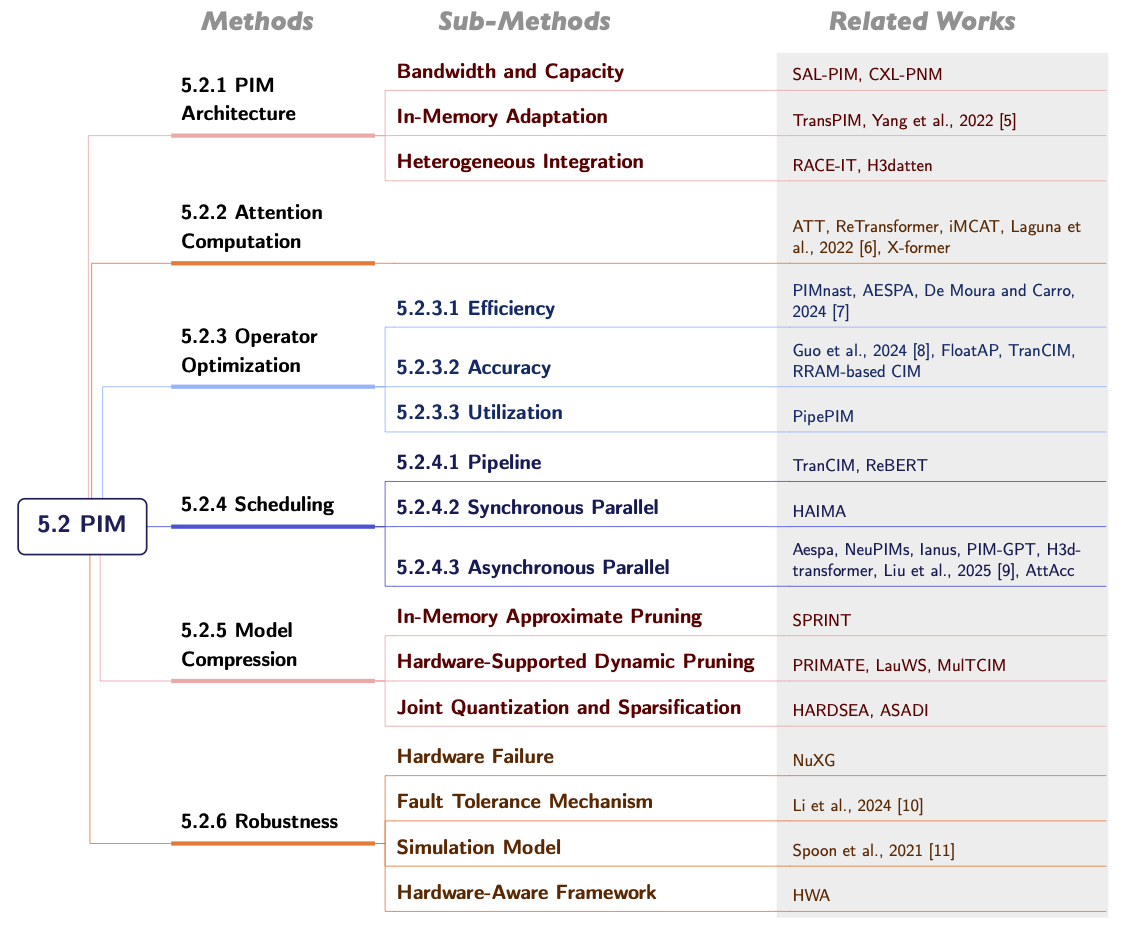 Methods
Sub-Methods
Related Works
5.2 PIM
5.2.1 PIM
Architecture
Bandwidth and Capacity
SAL-PIM, CXL-PNM
In-Memory Adaptation
TransPIM, Yang et al., 2022 [5]
Heterogeneous Integration
RACE-IT, H3datten
5.2.2 Attention
Computation
ATT, ReTransformer, iMCAT, Laguna et
al., 2022 [6], X-former
5.2.3 Operator
Optimization
5.2.3.1 Efficiency
PIMnast, AESPA, De Moura and Carro,
2024 [7]
5.2.3.2 Accuracy
Guo et al., 2024 [8], FloatAP, TranCIM,
RRAM-based CIM
5.2.3.3 Utilization
PipePIM
5.2.4 Scheduling
5.2.4.1 Pipeline
TranCIM, ReBERT
5.2.4.2 Synchronous Parallel
HAIMA
5.2.4.3 Asynchronous Parallel
Aespa, NeuPIMs, Ianus, PIM-GPT, H3d-
transformer, Liu et al., 2025 [9], AttAcc
5.2.5 Model
Compression
In-Memory Approximate Pruning
SPRINT
Hardware-Supported Dynamic Pruning
PRIMATE, LauWS, MulTCIM
Joint Quantization and Sparsification
HARDSEA, ASADI
5.2.6 Robustness
Hardware Failure
NuXG
Fault Tolerance Mechanism
Li et al., 2024 [10]
Simulation Model
Spoon et al., 2021 [11]
Hardware-Aware Framework
HWA